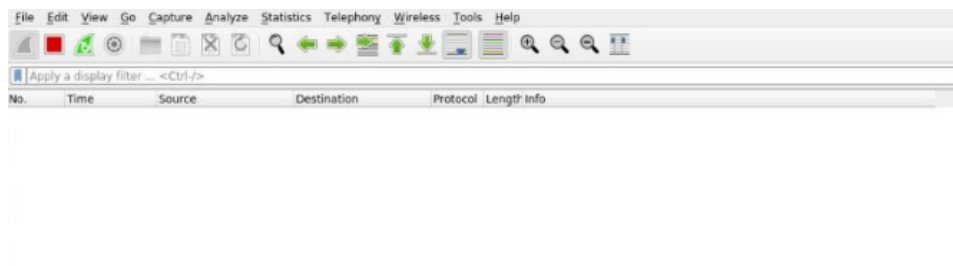 File Edit View Go Capture Analyze Statistics Telephony Wireless Tools Help
Apply a display filter ... <Ctrl-/>
No. Time Source Destination Protocol Length Info